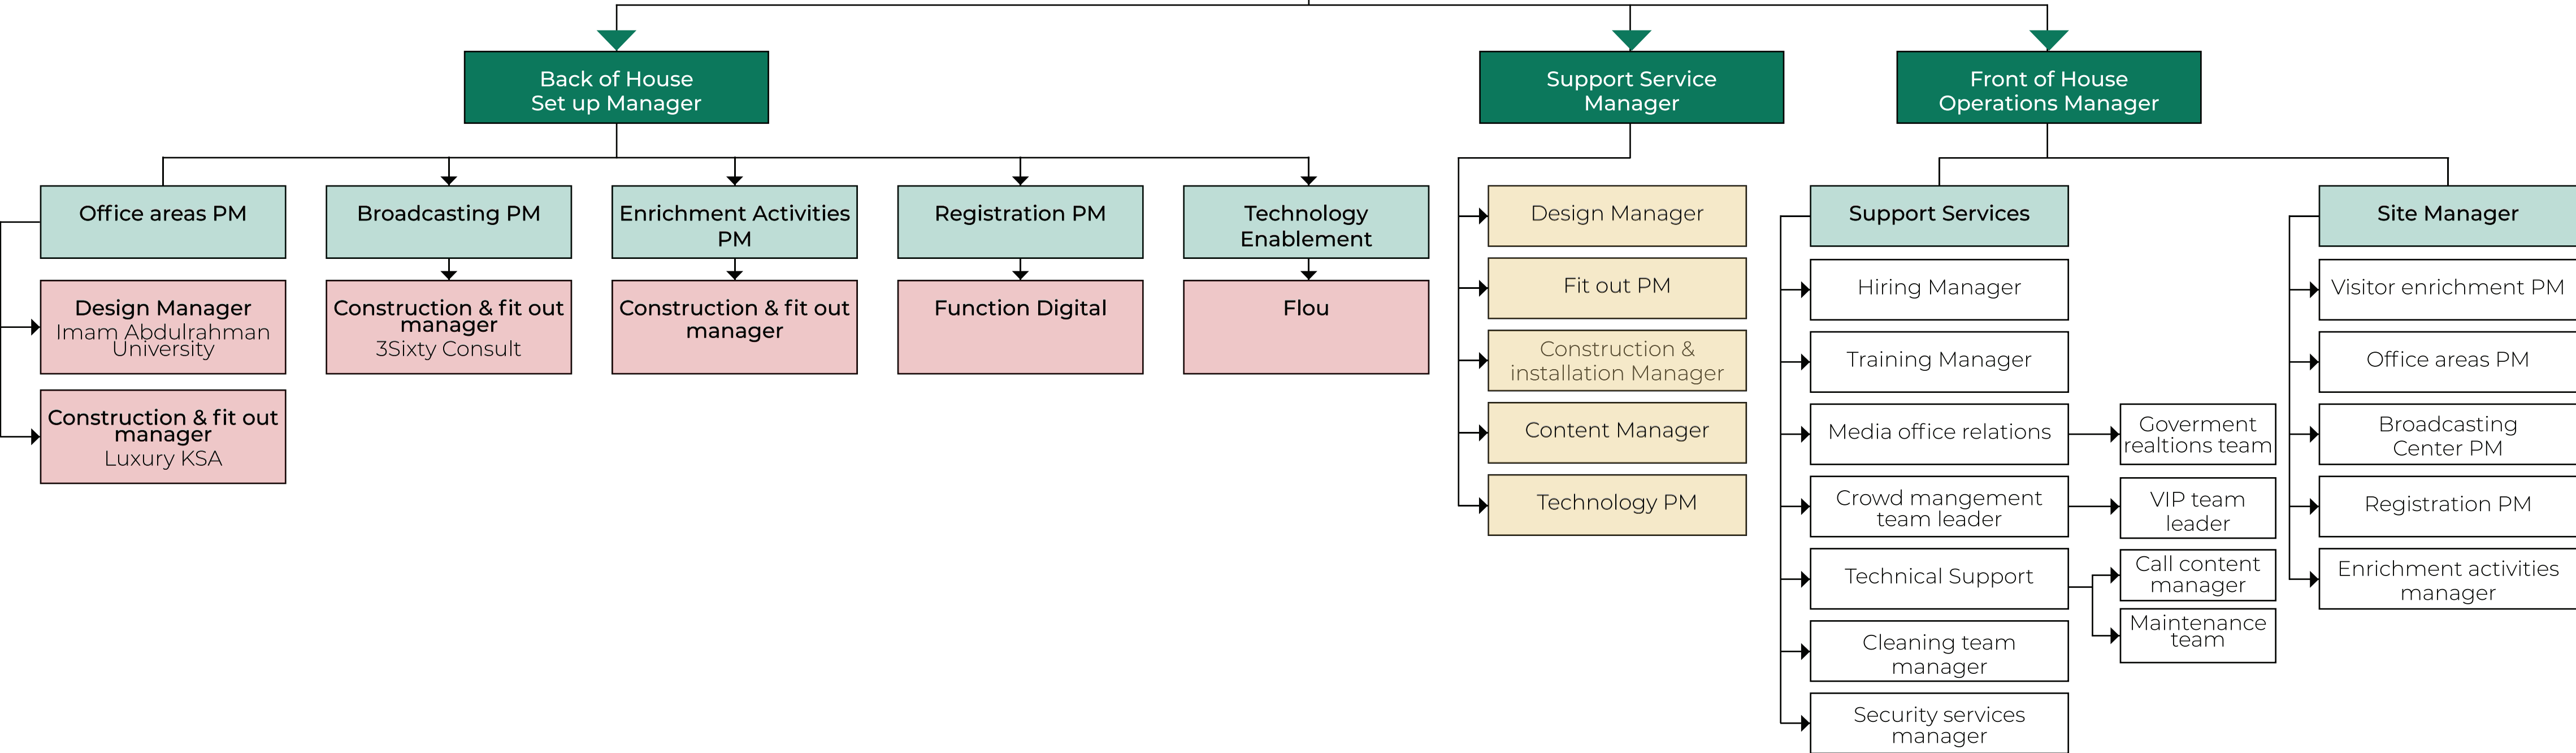 Back of House
Set up Manager
Support Service
Manager
Front of House
Operations Manager
Office areas PM
Broadcasting PM
Enrichment Activities
PM
Registration PM
Technology
Enablement
Design Manager
Imam Abdulrahman
University
Construction & fit out
manager
Luxury KSA
Construction & fit out
manager
3Sixty Consult
Construction & fit out
manager
Function Digital
Flou
Design Manager
Fit out PM
Construction &
installation Manager
Content Manager
Technology PM
Support Services
Hiring Manager
Training Manager
Media office relations
Goverment
realtions team
Crowd mangement
team leader
VIP team
leader
Technical Support
Call content
manager
Maintenance
team
Cleaning team
manager
Security services
manager
Site Manager
Visitor enrichment PM
Office areas PM
Broadcasting
Center PM
Registration PM
Enrichment activities
manager